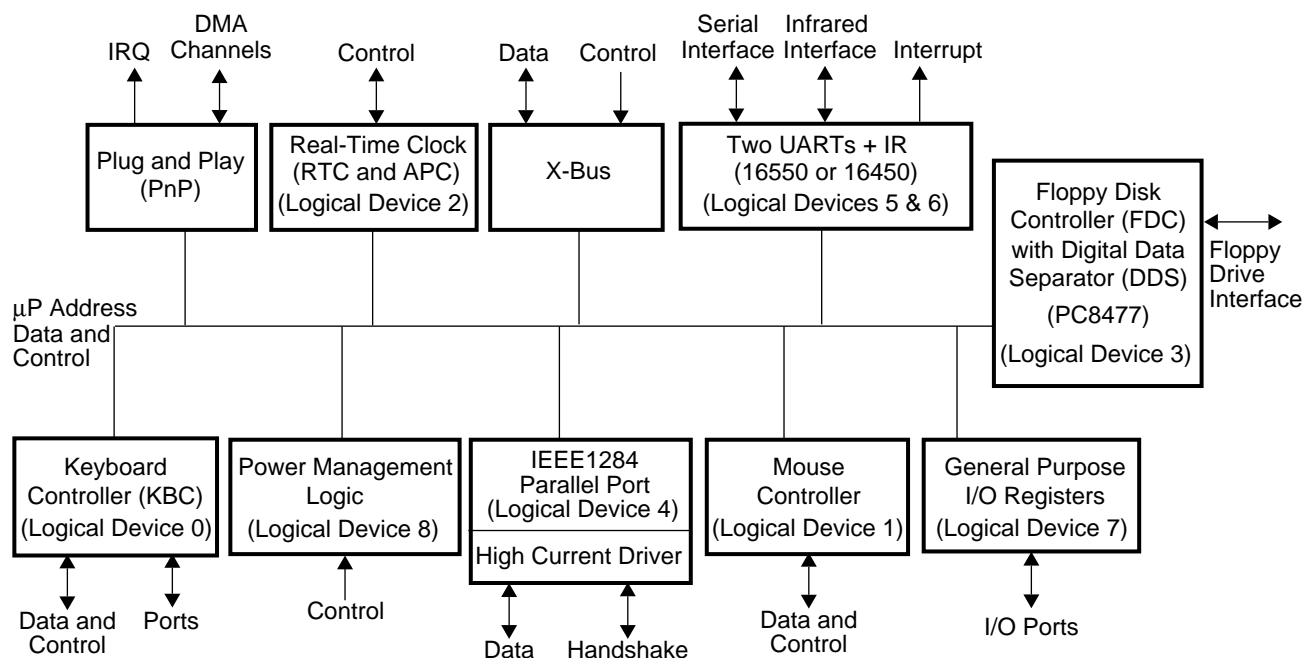 IRQ
DMA
Channels
Control
Data
Control
Serial
Interface
Infrared
Interface
Interrupt
Plug and Play
(PnP)
Real-Time Clock
(RTC and APC)
(Logical Device 2)
X-Bus
Two UARTs + IR
(16550 or 16450)
(Logical Devices 5 & 6)
Floppy Disk
Controller (FDC)
with Digital Data
Separator (DDS)
(PC8477)
(Logical Device 3)
Floppy
Drive
Interface
µP Address
Data and
Control
Keyboard
Controller (KBC)
(Logical Device 0)
Power Management
Logic
(Logical Device 8)
IEEE1284
Parallel Port
(Logical Device 4)
High Current Driver
Mouse
Controller
(Logical Device 1)
General Purpose
I/O Registers
(Logical Device 7)
Data and
Control
Ports
Control
Data
Handshake
Data and
Control
I/O Ports